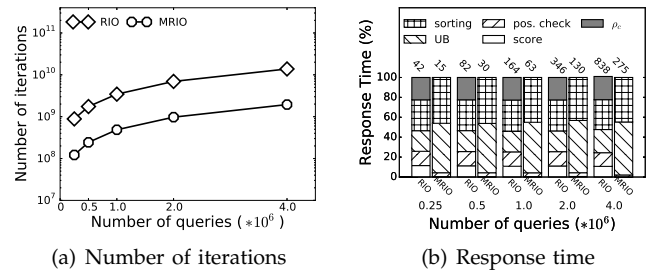 RIO MRIO
Number of iterations
10^11
10^10
10^9
10^8
10^7
0 0.5 1.0 2.0 4.0
Number of queries (*10^6)
(a) Number of iterations
sorting pos. check ρ_c
UB score
Response Time (%)
42 15 82 30 164 63 346 130 838 275
100
80
60
40
20
0
RIO MRIO RIO MRIO RIO MRIO RIO MRIO RIO MRIO
0.25 0.5 1.0 2.0 4.0
Number of queries (*10^6)
(b) Response time